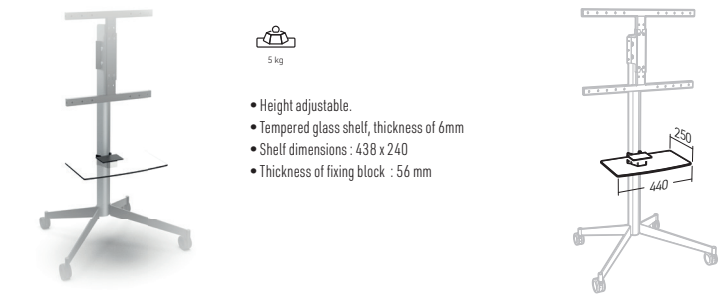 5 kg
• Height adjustable.
• Tempered glass shelf, thickness of 6mm
• Shelf dimensions : 438 x 240
• Thickness of fixing block : 56 mm
250
440